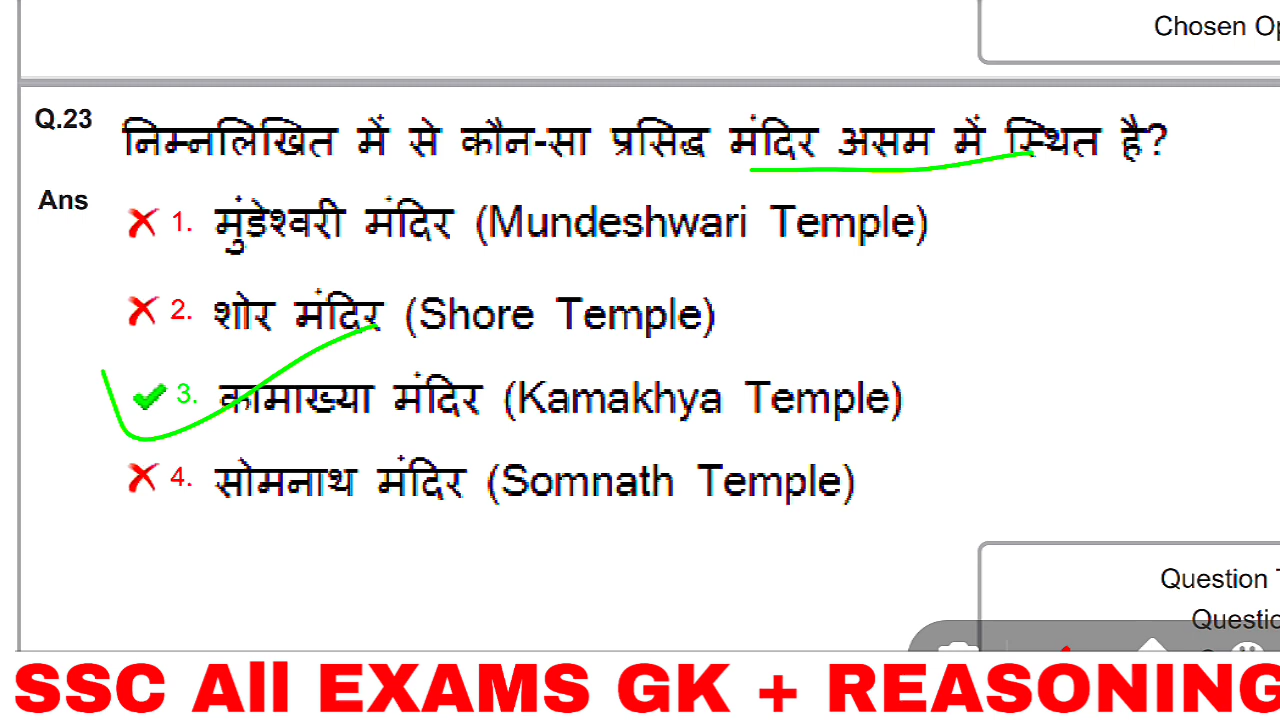 Chosen Op
Q.23 निम्नलिखित में से कौन-सा प्रसिद्ध मंदिर असम में स्थित है?
Ans
1. मुंडेश्वरी मंदिर (Mundeshwari Temple)
2. शोर मंदिर (Shore Temple)
3. कामाख्या मंदिर (Kamakhya Temple)
4. सोमनाथ मंदिर (Somnath Temple)
Question
Questio
SSC All EXAMS GK + REASONING